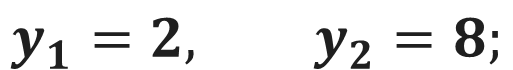 y₁ = 2, y₂ = 8;